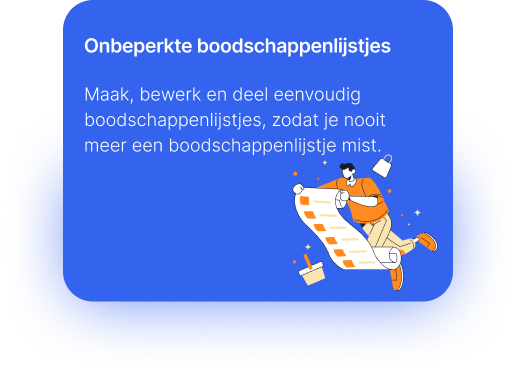 Onbeperkte boodschappenlijstjes
Maak, bewerk en deel eenvoudig
boodschappenlijstjes, zodat je nooit
meer een boodschappenlijstje mist.